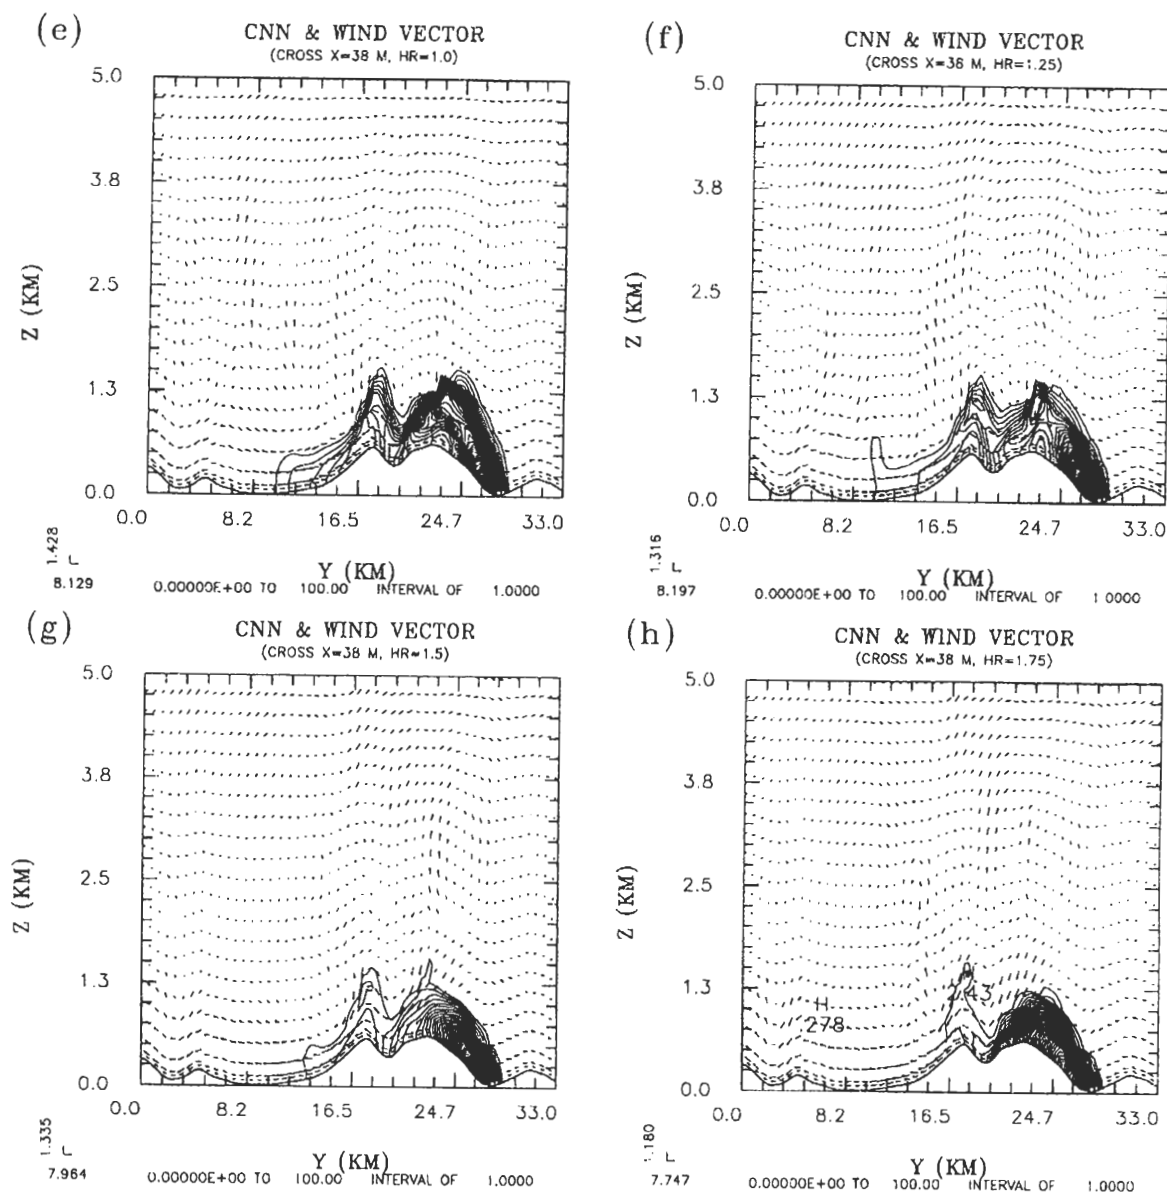 (e)
CNN & WIND VECTOR
(CROSS X=38 M, HR=1.0)
5.0
3.8
2.5
1.3
0.0
Z (KM)
0.0 8.2 16.5 24.7 33.0
Y (KM)
1.428
8.129
0.00000E+00 TO 100.00 INTERVAL OF 1.0000
(f)
CNN & WIND VECTOR
(CROSS X=38 M, HR=1.25)
5.0
3.8
2.5
1.3
0.0
Z (KM)
0.0 8.2 16.5 24.7 33.0
Y (KM)
1.316
8.197
0.00000E+00 TO 100.00 INTERVAL OF 1.0000
(g)
CNN & WIND VECTOR
(CROSS X=38 M, HR=1.5)
5.0
3.8
2.5
1.3
0.0
Z (KM)
0.0 8.2 16.5 24.7 33.0
Y (KM)
1.335
7.964
0.00000E+00 TO 100.00 INTERVAL OF 1.0000
(h)
CNN & WIND VECTOR
(CROSS X=38 M, HR=1.75)
5.0
3.8
2.5
1.3
0.0
Z (KM)
H
278
0.0 8.2 16.5 24.7 33.0
Y (KM)
1.180
7.747
0.00000E+00 TO 100.00 INTERVAL OF 1.0000